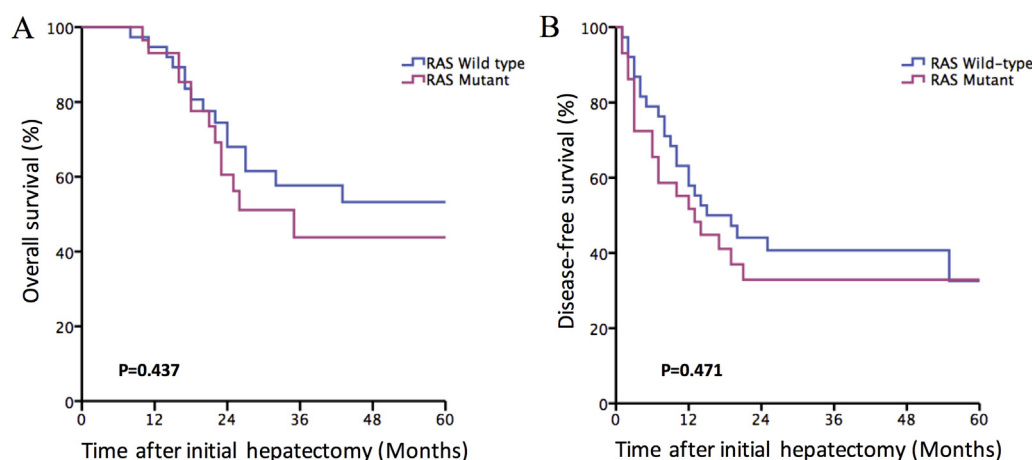 A
Overall survival (%)
100
80
60
40
20
0
RAS Wild type
RAS Mutant
P=0.437
0 12 24 36 48 60
Time after initial hepatectomy (Months)
B
Disease-free survival (%)
100
80
60
40
20
0
RAS Wild-type
RAS Mutant
P=0.471
0 12 24 36 48 60
Time after initial hepatectomy (Months)